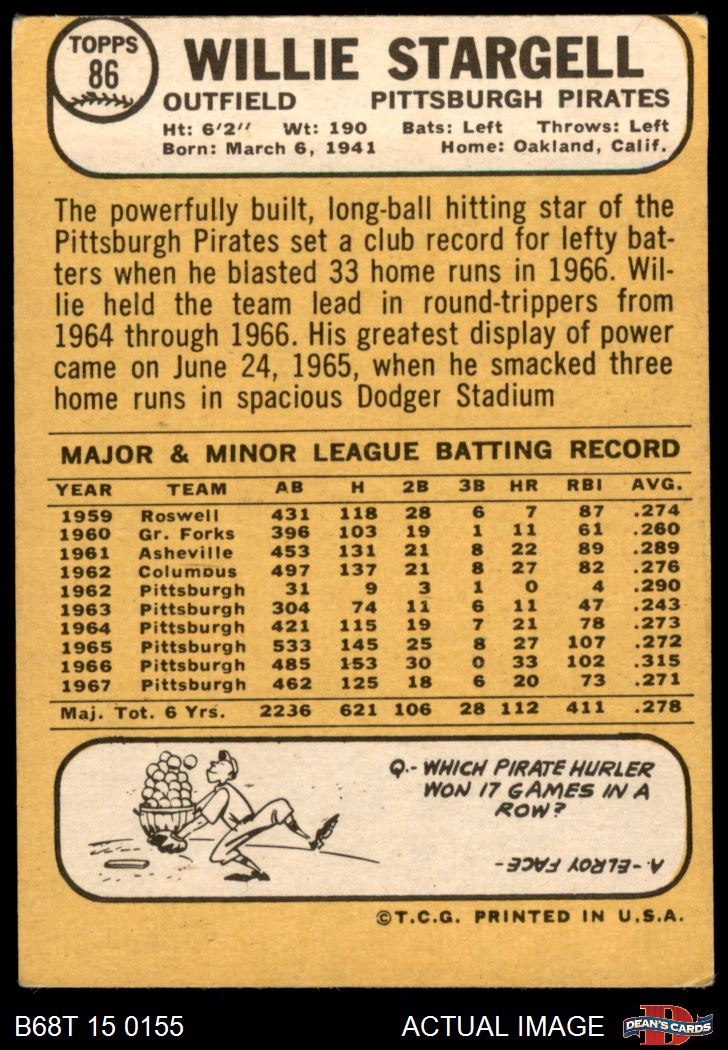 TOPPS
86
WILLIE STARGELL
OUTFIELD PITTSBURGH PIRATES
Ht: 6'2" Wt: 190 Bats: Left Throws: Left
Born: March 6, 1941 Home: Oakland, Calif.
The powerfully built, long-ball hitting star of the
Pittsburgh Pirates set a club record for lefty bat-
ters when he blasted 33 home runs in 1966. Wil-
lie held the team lead in round-trippers from
1964 through 1966. His greatest display of power
came on June 24, 1965, when he smacked three
home runs in spacious Dodger Stadium
MAJOR & MINOR LEAGUE BATTING RECORD
YEAR TEAM AB H 2B 3B HR RBI AVG.
1959 Roswell 431 118 28 6 7 87 .274
1960 Gr. Forks 396 103 19 1 11 61 .260
1961 Asheville 453 131 21 8 22 89 .289
1962 Columbus 497 137 21 8 27 82 .276
1962 Pittsburgh 31 9 3 1 0 4 .290
1963 Pittsburgh 304 74 11 6 11 47 .243
1964 Pittsburgh 421 115 19 7 21 78 .273
1965 Pittsburgh 533 145 25 8 27 107 .272
1966 Pittsburgh 485 153 30 0 33 102 .315
1967 Pittsburgh 462 125 18 6 20 73 .271
Maj. Tot. 6 Yrs. 2236 621 106 28 112 411 .278
Q.- WHICH PIRATE HURLER
WON 17 GAMES IN A
ROW?
A.-ELROY FACE-
©T.C.G. PRINTED IN U.S.A.
B68T 15 0155 ACTUAL IMAGE
D
DEAN'S CARDS